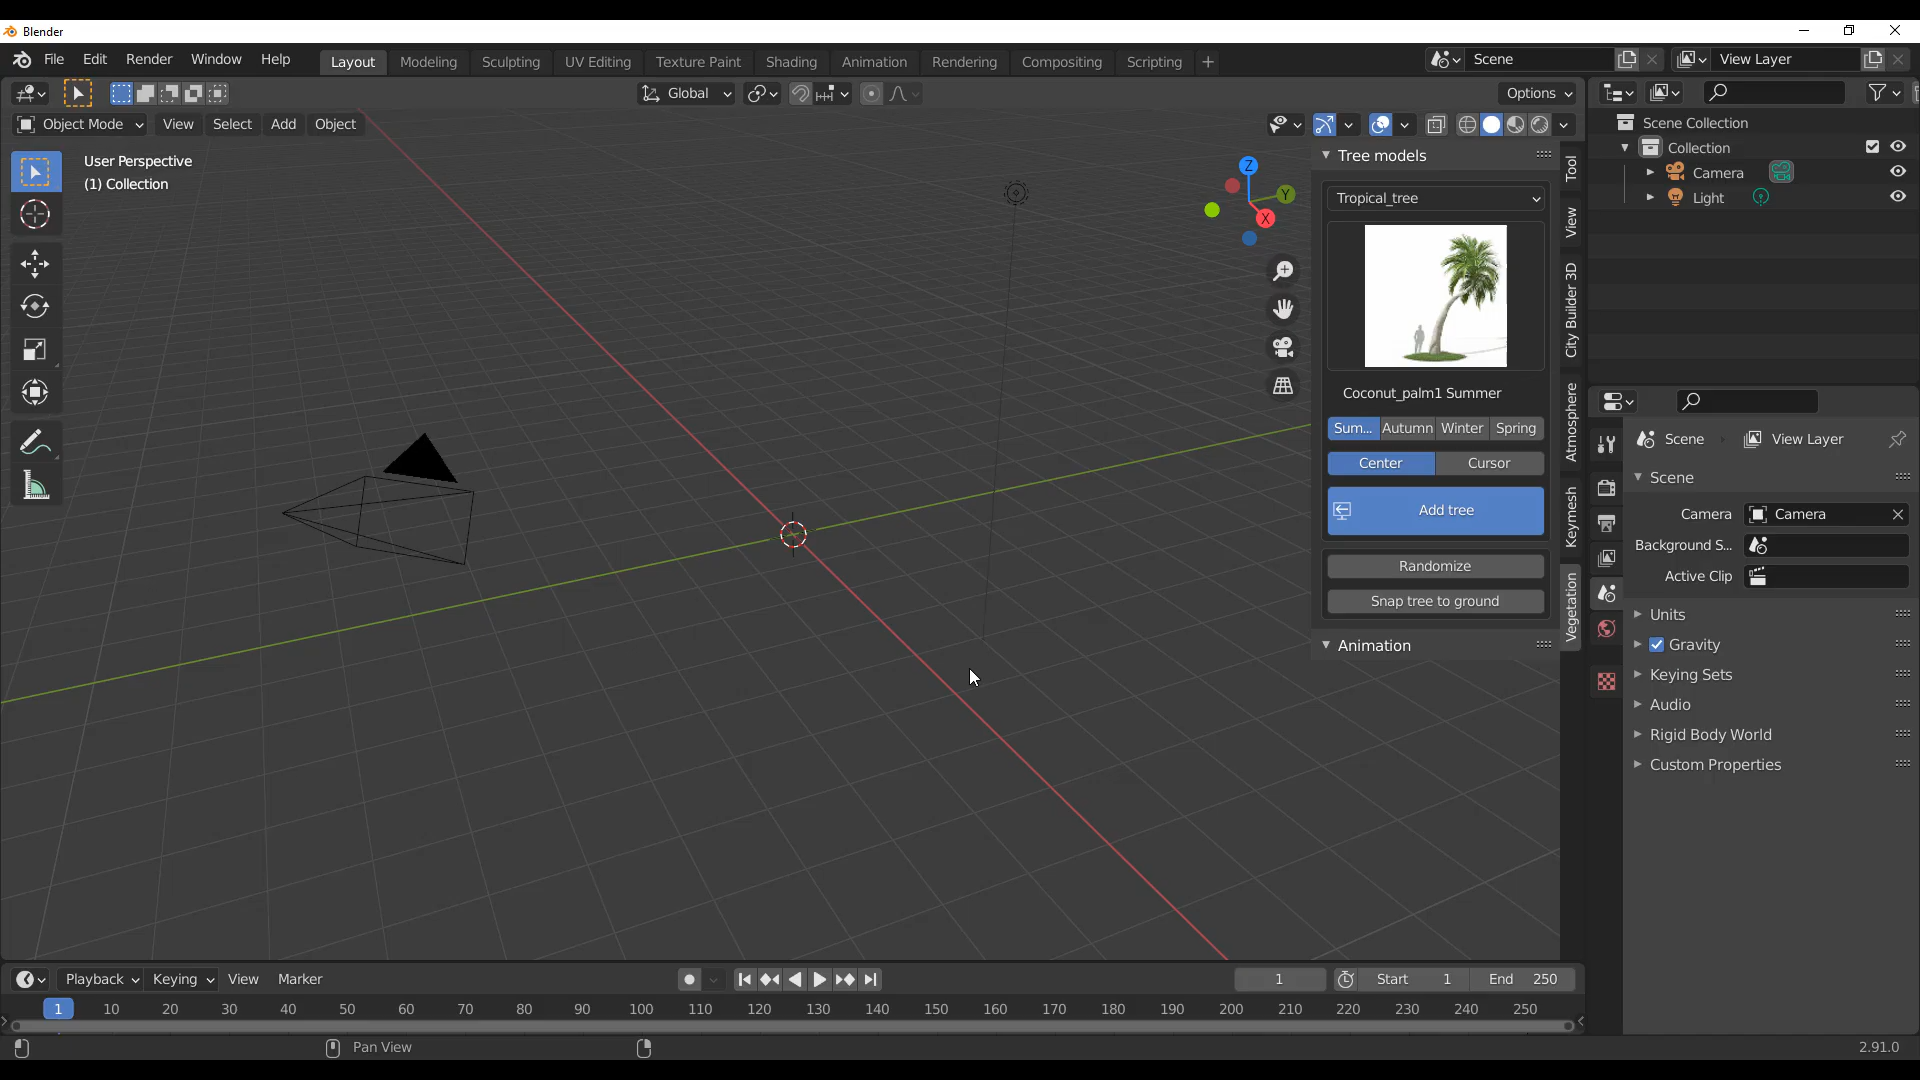 Blender
File Edit Render Window Help Layout Modeling Sculpting UV Editing Texture Paint Shading Animation Rendering Compositing Scripting + Scene View Layer
Global Options
Object Mode View Select Add Object
User Perspective
(1) Collection
Z
Y
X
Tree models
Tropical_tree
Coconut_palm1 Summer
Sum... Autumn Winter Spring
Center Cursor
Add tree
Randomize
Snap tree to ground
Animation
Tool
View
City Builder 3D
Atmosphere
Keymesh
Vegetation
Scene Collection
Collection
Camera
Light
Scene View Layer
Scene
Camera Camera
Background S...
Active Clip
Units
Gravity
Keying Sets
Audio
Rigid Body World
Custom Properties
Playback Keying View Marker 1 Start 1 End 250
1 10 20 30 40 50 60 70 80 90 100 110 120 130 140 150 160 170 180 190 200 210 220 230 240 250
Pan View 2.91.0